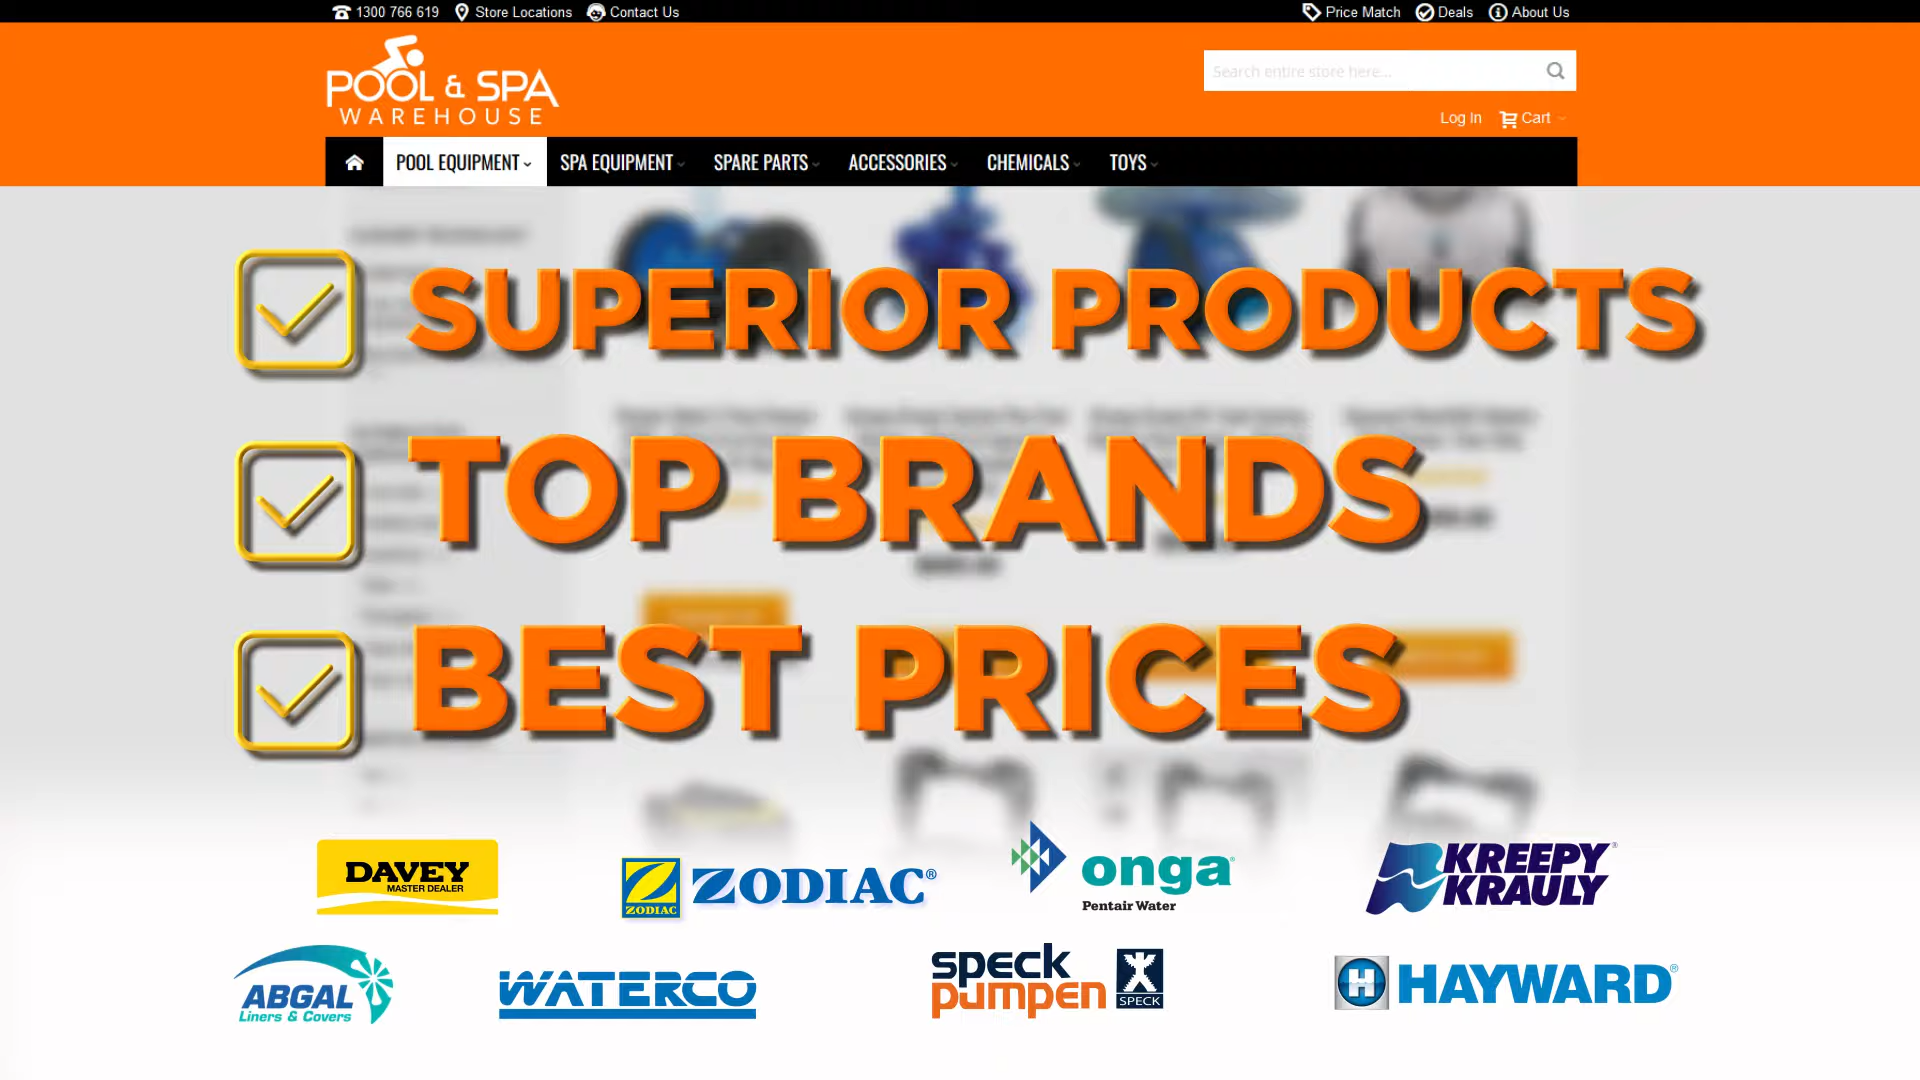 1300 766 619 Store Locations Contact Us Price Match Deals About Us
POOL & SPA
WAREHOUSE
Search entire store here...
Log In Cart
POOL EQUIPMENT SPA EQUIPMENT SPARE PARTS ACCESSORIES CHEMICALS TOYS
SUPERIOR PRODUCTS
TOP BRANDS
BEST PRICES
DAVEY
MASTER DEALER
ZODIAC
ZODIAC®
onga
Pentair Water
KREEPY
KRAULY®
ABGAL
Liners & Covers
WATERCO
speck
pumpen
SPECK
H HAYWARD®